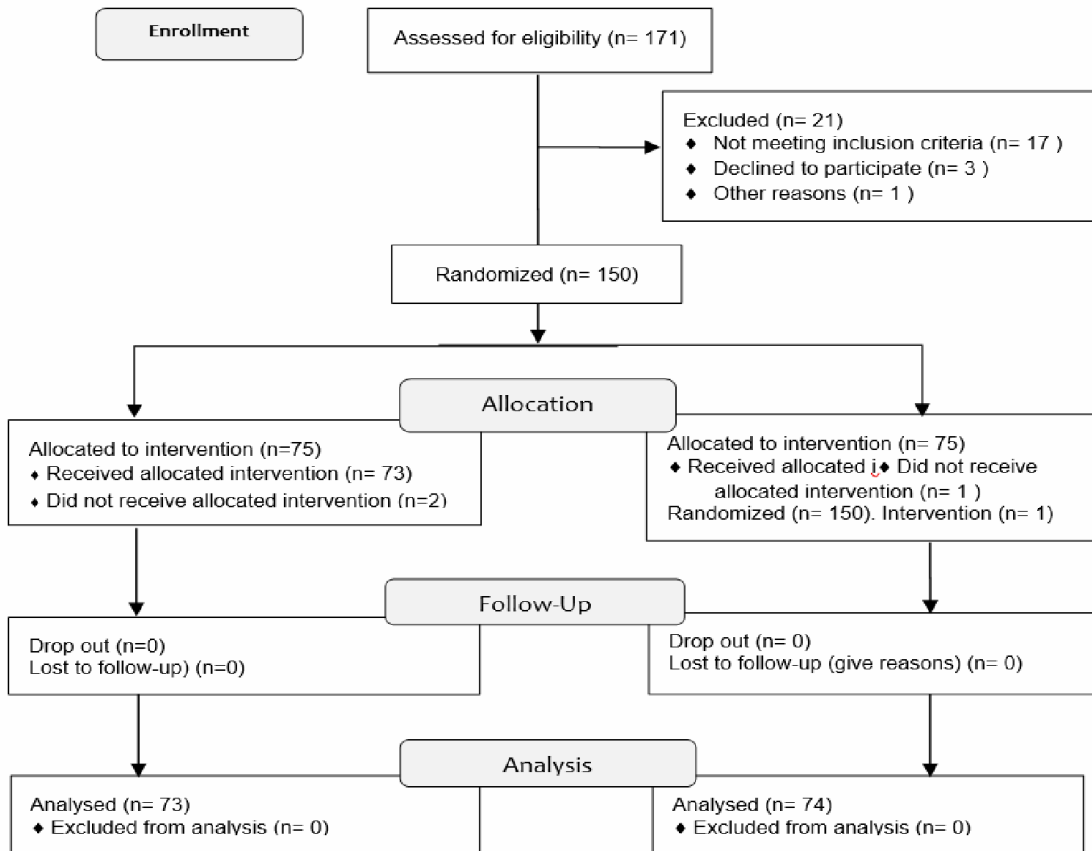 Enrollment
Assessed for eligibility (n= 171)
Excluded (n= 21)
♦ Not meeting inclusion criteria (n= 17 )
♦ Declined to participate (n= 3 )
♦ Other reasons (n= 1 )
Randomized (n= 150)
Allocation
Allocated to intervention (n=75)
♦ Received allocated intervention (n= 73)
♦ Did not receive allocated intervention (n=2)
Allocated to intervention (n= 75)
♦ Received allocated i♦ Did not receive
allocated intervention (n= 1 )
Randomized (n= 150). Intervention (n= 1)
Follow-Up
Drop out (n=0)
Lost to follow-up) (n=0)
Drop out (n= 0)
Lost to follow-up (give reasons) (n= 0)
Analysis
Analysed (n= 73)
♦ Excluded from analysis (n= 0)
Analysed (n= 74)
♦ Excluded from analysis (n= 0)